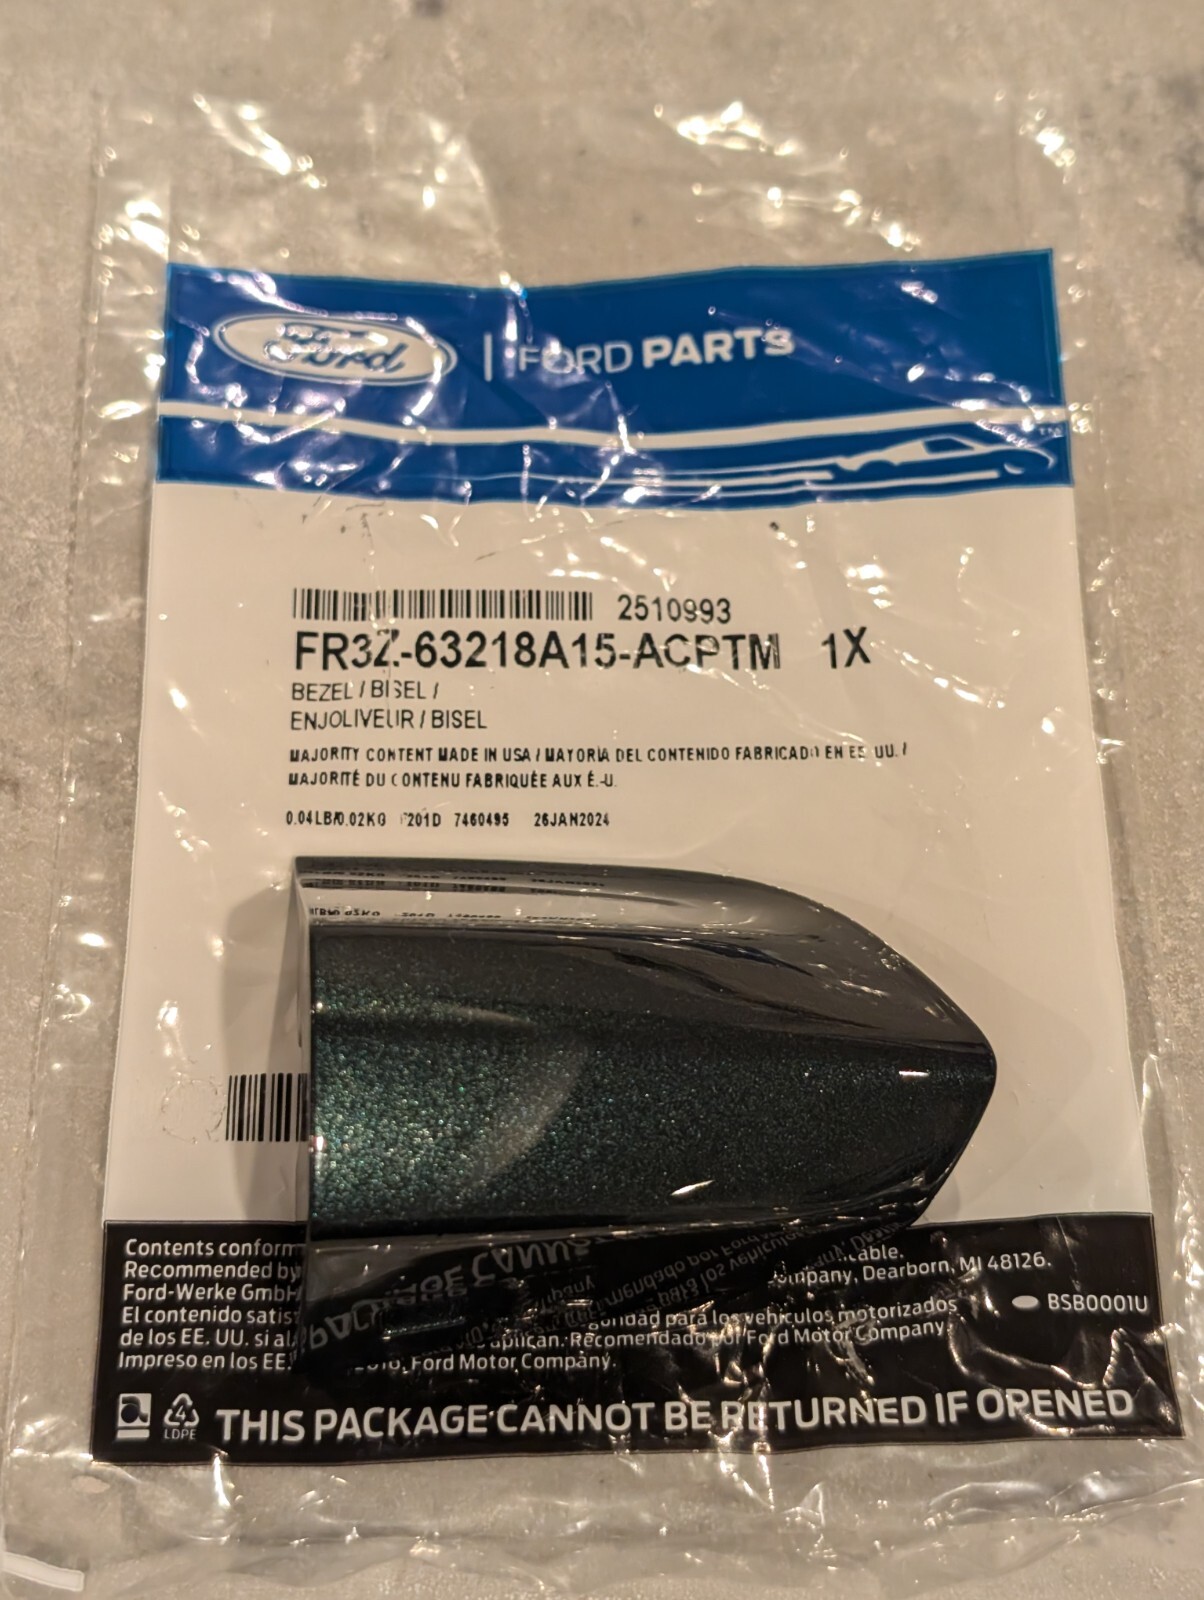 Ford | FORD PARTS
TM
2510993
FR3Z-63218A15-ACPTM 1X
BEZEL / BISEL /
ENJOLIVEUR / BISEL
MAJORITY CONTENT MADE IN USA / MAYORIA DEL CONTENIDO FABRICADO EN EE. UU. /
MAJORITÉ DU CONTENU FABRIQUÉE AUX É.-U.
0.04LB/0.02KG 201D 7460495 26JAN2024
Contents conform
Recommended by Company, Dearborn, MI 48126.
Ford-Werke GmbH
El contenido satis para los vehículos motorizados BSB0001U
de los EE. UU. si aplican. Recomendado por Ford Motor Company.
Impreso en los EE. Ford Motor Company.
4
LDPE
THIS PACKAGE CANNOT BE RETURNED IF OPENED